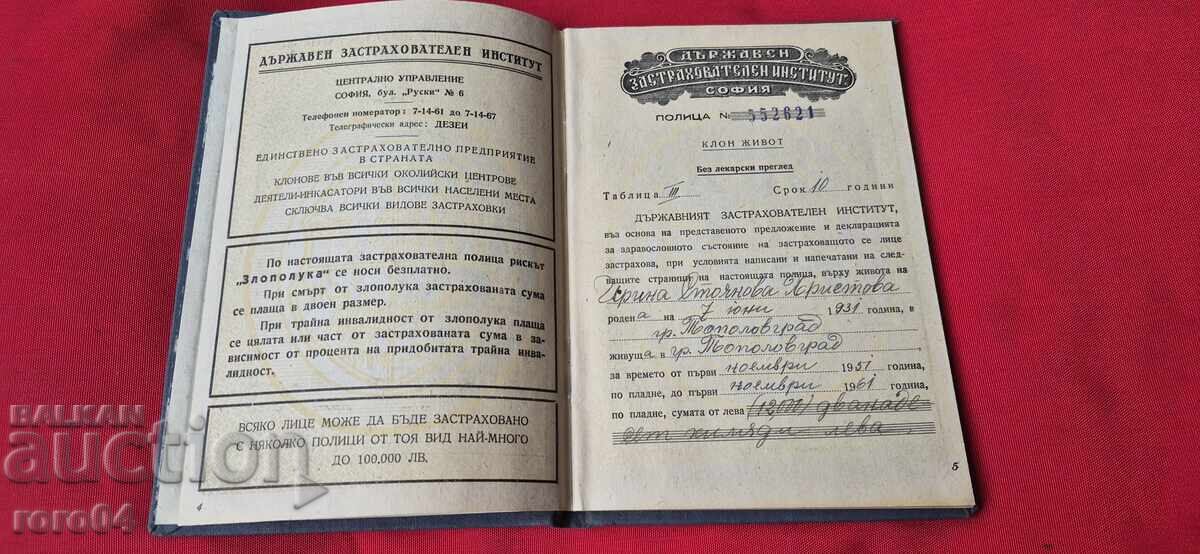 ДЪРЖАВЕН ЗАСТРАХОВАТЕЛЕН ИНСТИТУТ
ЦЕНТРАЛНО УПРАВЛЕНИЕ
СОФИЯ, бул. „Руски" № 6
Телефонен номератор: 7-14-61 до 7-14-67
Телеграфически адрес: ДЕЗЕИ
ЕДИНСТВЕНО ЗАСТРАХОВАТЕЛНО ПРЕДПРИЯТИЕ
В СТРАНАТА
КЛОНОВЕ ВЪВ ВСИЧКИ ОКОЛИЙСКИ ЦЕНТРОВЕ
ДЕЯТЕЛИ-ИНКАСАТОРИ ВЪВ ВСИЧКИ НАСЕЛЕНИ МЕСТА
СКЛЮЧВА ВСИЧКИ ВИДОВЕ ЗАСТРАХОВКИ
По настоящата застрахователна полица рискът
„Злополука" се носи безплатно.
При смърт от злополука застрахованата сума
се плаща в двоен размер.
При трайна инвалидност от злополука плаща
се цялата или част от застрахованата сума в за-
висимост от процента на придобитата трайна инва-
лидност.
ВСЯКО ЛИЦЕ МОЖЕ ДА БЪДЕ ЗАСТРАХОВАНО
С НЯКОЛКО ПОЛИЦИ ОТ ТОЯ ВИД НАЙ-МНОГО
ДО 100,000 ЛВ.
4
ДЪРЖАВЕН
ЗАСТРАХОВАТЕЛЕН ИНСТИТУТ
СОФИЯ
ПОЛИЦА № 552621
КЛОН ЖИВОТ
Без лекарски преглед
Таблица III Срок 10 години
ДЪРЖАВНИЯТ ЗАСТРАХОВАТЕЛЕН ИНСТИТУТ,
въз основа на представеното предложение и декларацията
за здравословното състояние на застраховащото се лице
застрахова, при условията написани и напечатани на след-
ващите страници на настоящата полица, върху живота на
Стоянова Христова
родена на 7 юни 1931 година, в
гр. Тополовград
живуща в гр. Тополовград
за времето от първи ноември 1951 година,
по пладне, до първи ноември 1961 година,
по пладне, сумата от лева (12000) дванаде
сет хиляди лева
5
BALKAN
auction
roro04